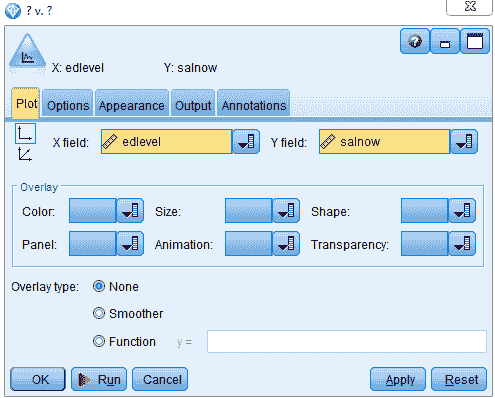 ? v. ?
X: edlevel Y: salnow
Plot Options Appearance Output Annotations
X field: edlevel Y field: salnow
Overlay
Color: Size: Shape:
Panel: Animation: Transparency:
Overlay type: None
Smoother
Function y =
OK Run Cancel Apply Reset